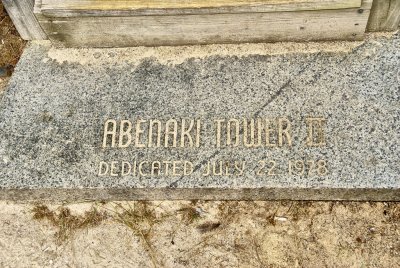 ABENAKI TOWER II
DEDICATED JULY 22 1978